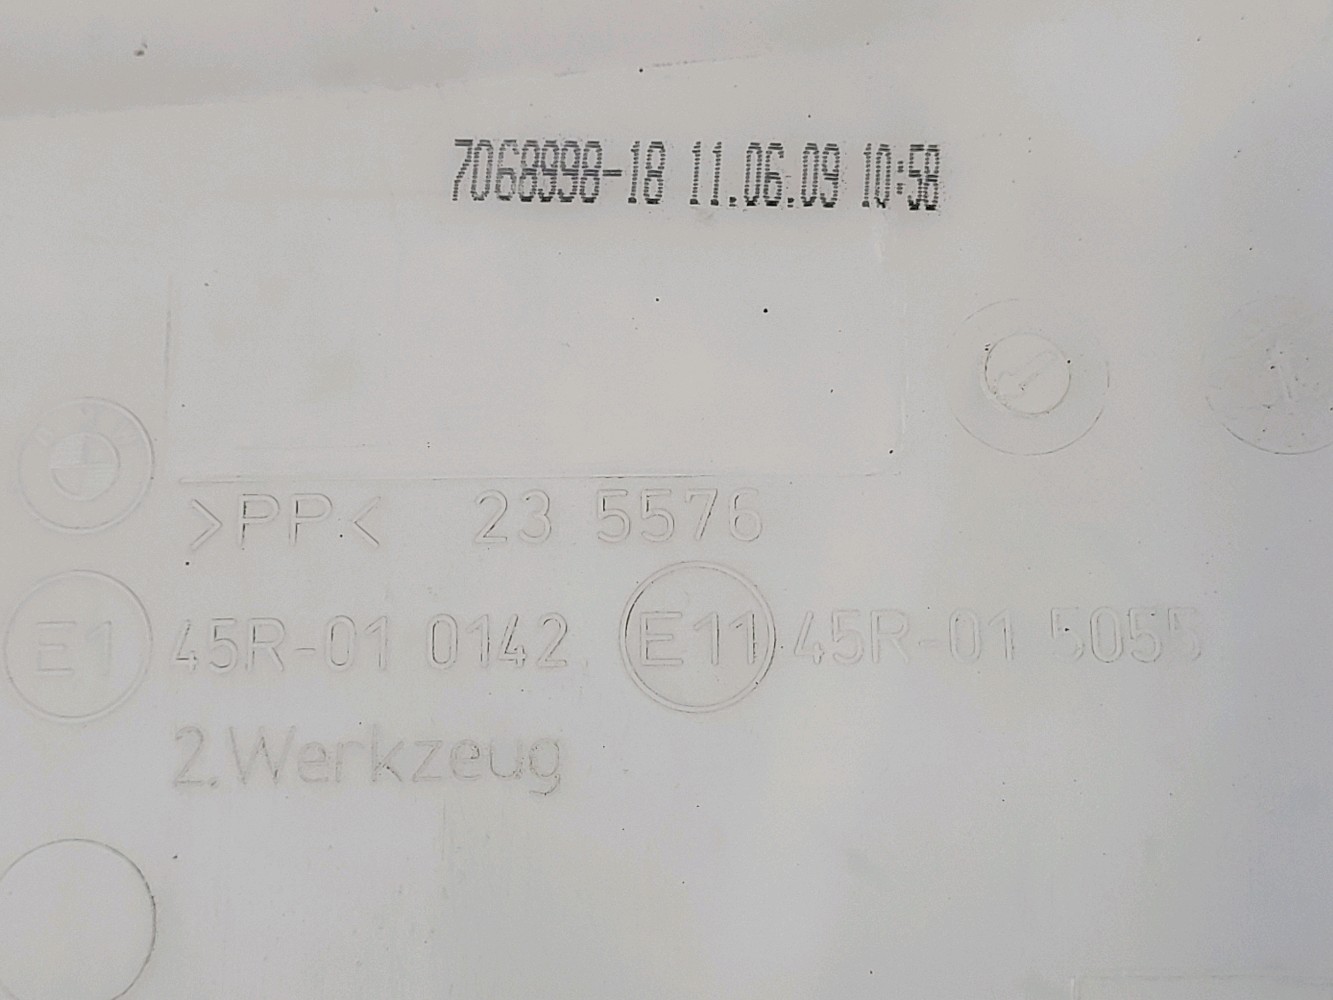 7068998-18 11.06.09 10:58
>PP< 23 5576
E1 45R-01 0142 E11 45R-01 5055
2.Werkzeug